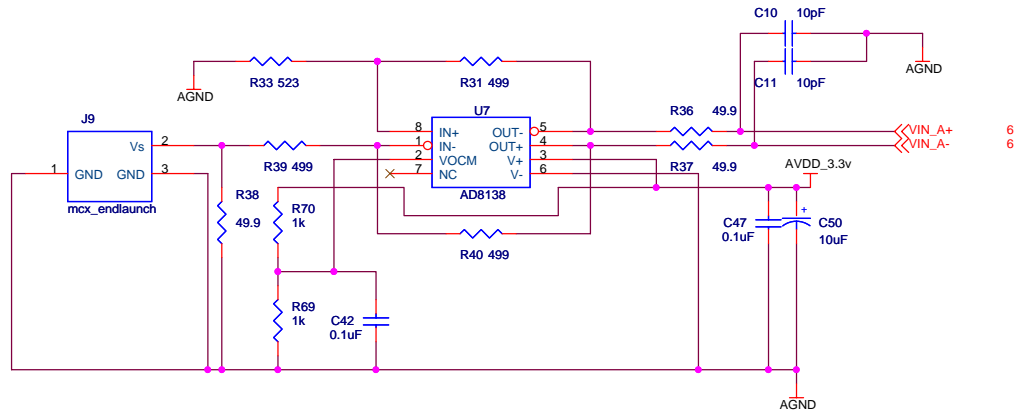 C10 10pF
C11 10pF
AGND
R33 523
R31 499
AGND
U7
J9
R36 49.9
8 IN+ OUT- 5
1 IN- OUT+ 4
2 VOCM V+ 3
7 NC V- 6
AD8138
VIN_A+ 6
VIN_A- 6
R37 49.9
Vs 2
1 GND GND 3
mcx_endlaunch
R39 499
AVDD_3.3v
R38
49.9
R70
1k
R40 499
C47
0.1uF
+
C50
10uF
R69
1k
C42
0.1uF
AGND